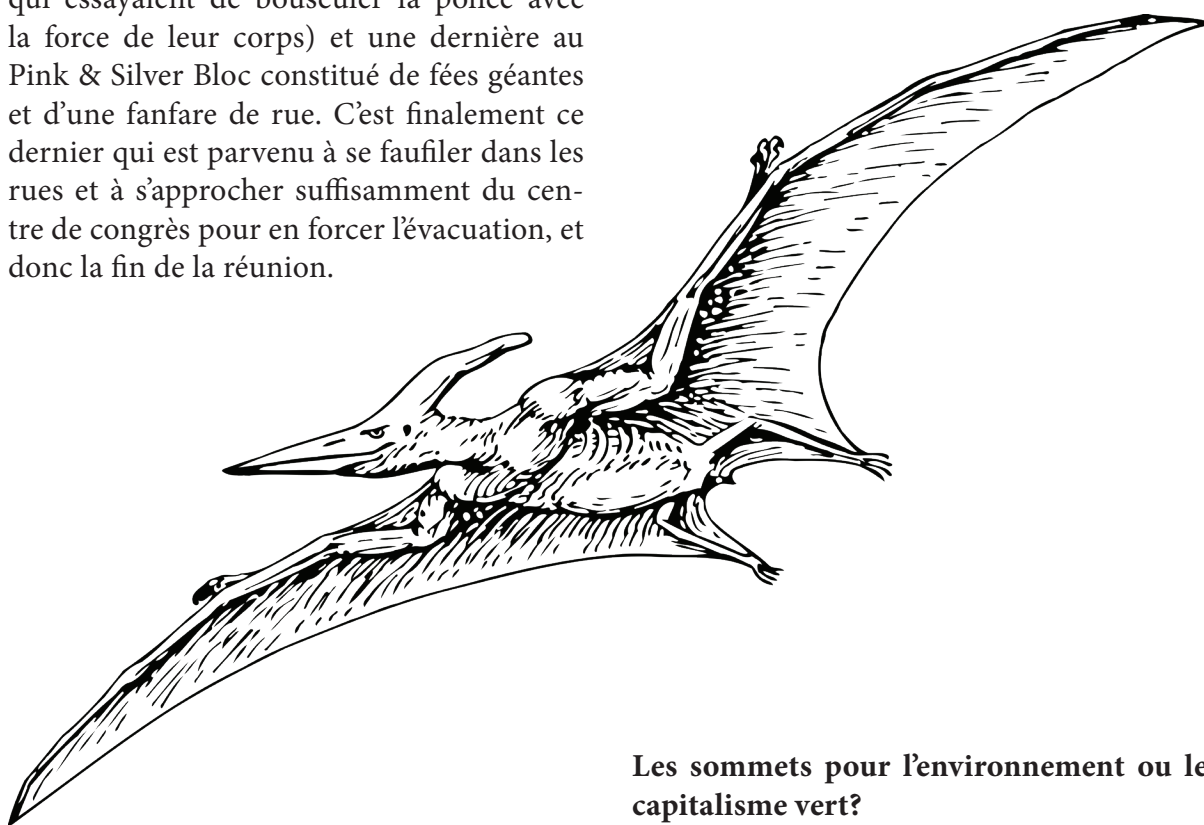 qui essayaient de bousculer la police avec
la force de leur corps) et une dernière au
Pink & Silver Bloc constitué de fées géantes
et d'une fanfare de rue. C'est finalement ce
dernier qui est parvenu à se faufiler dans les
rues et à s'approcher suffisamment du cen-
tre de congrès pour en forcer l'évacuation, et
donc la fin de la réunion.
Les sommets pour l'environnement ou le
capitalisme vert?